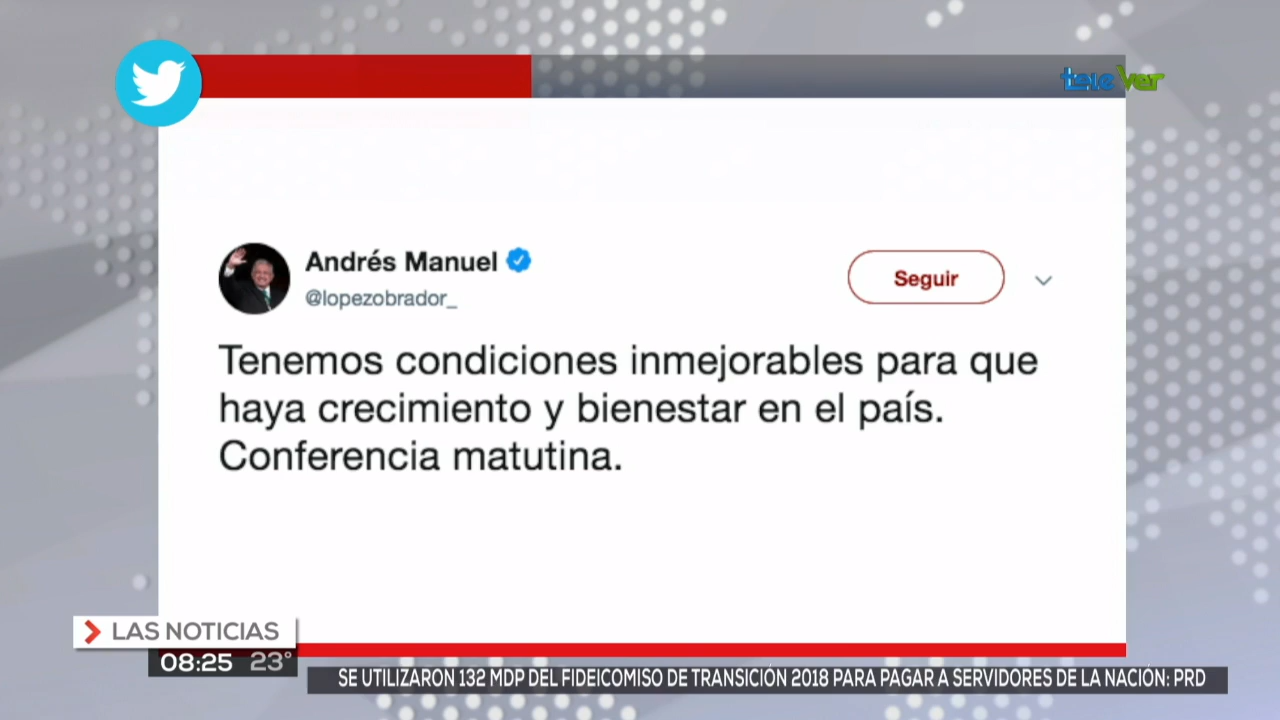 tele Ver
Andrés Manuel
@lopezobrador_
Seguir
Tenemos condiciones inmejorables para que
haya crecimiento y bienestar en el país.
Conferencia matutina.
LAS NOTICIAS
08:25 23°
SE UTILIZARON 132 MDP DEL FIDEICOMISO DE TRANSICIÓN 2018 PARA PAGAR A SERVIDORES DE LA NACIÓN: PRD